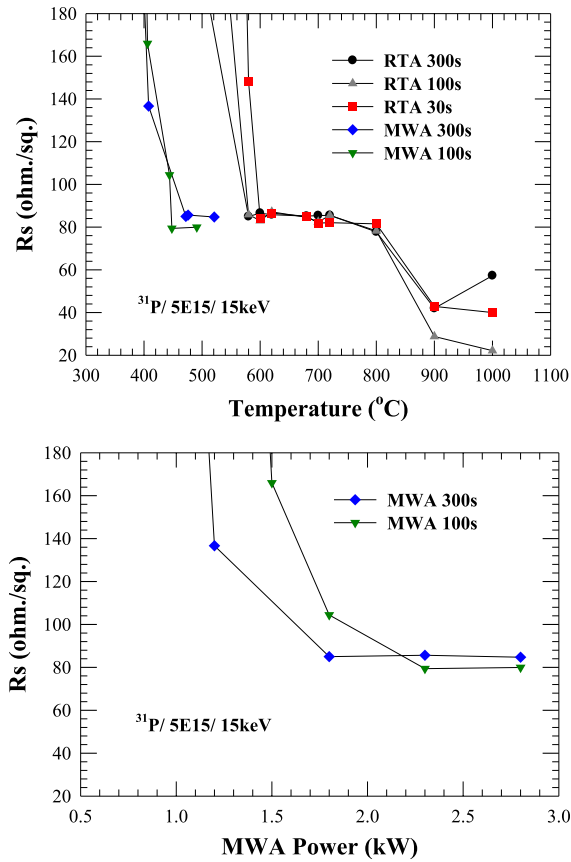 180
160
140
120
100
80
60
40
20
Rs (ohm./sq.)
RTA 300s
RTA 100s
RTA 30s
MWA 300s
MWA 100s
³¹P/ 5E15/ 15keV
300 400 500 600 700 800 900 1000 1100
Temperature (°C)
180
160
140
120
100
80
60
40
20
Rs (ohm./sq.)
MWA 300s
MWA 100s
³¹P/ 5E15/ 15keV
0.5 1.0 1.5 2.0 2.5 3.0
MWA Power (kW)